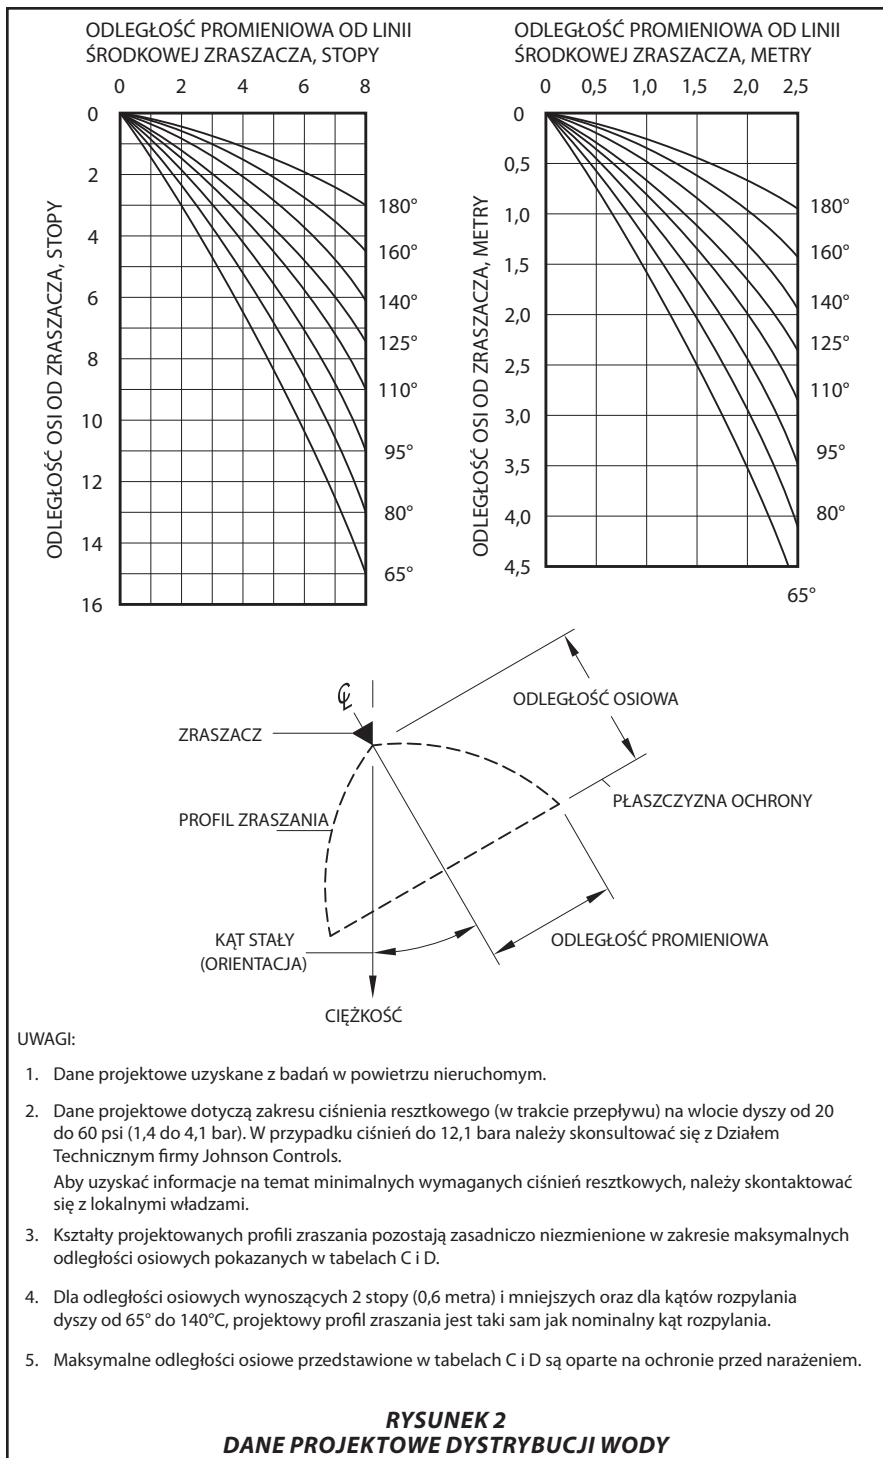 ODLEGŁOŚĆ PROMIENIOWA OD LINII
ŚRODKOWEJ ZRASZACZA, STOPY
0 2 4 6 8
0
2
4
6
8
10
12
14
16
ODLEGŁOŚĆ OSI OD ZRASZACZA, STOPY
180°
160°
140°
125°
110°
95°
80°
65°
ODLEGŁOŚĆ PROMIENIOWA OD LINII
ŚRODKOWEJ ZRASZACZA, METRY
0 0,5 1,0 1,5 2,0 2,5
0
0,5
1,0
1,5
2,0
2,5
3,0
3,5
4,0
4,5
ODLEGŁOŚĆ OSI OD ZRASZACZA, METRY
180°
160°
140°
125°
110°
95°
80°
65°
℄
ODLEGŁOŚĆ OSIOWA
ZRASZACZ
PŁASZCZYZNA OCHRONY
PROFIL ZRASZANIA
KĄT STAŁY
(ORIENTACJA)
ODLEGŁOŚĆ PROMIENIOWA
CIĘŻKOŚĆ
UWAGI:
1. Dane projektowe uzyskane z badań w powietrzu nieruchomym.
2. Dane projektowe dotyczą zakresu ciśnienia resztkowego (w trakcie przepływu) na wlocie dyszy od 20
do 60 psi (1,4 do 4,1 bar). W przypadku ciśnień do 12,1 bara należy skonsultować się z Działem
Technicznym firmy Johnson Controls.
Aby uzyskać informacje na temat minimalnych wymaganych ciśnień resztkowych, należy skontaktować
się z lokalnymi władzami.
3. Kształty projektowanych profili zraszania pozostają zasadniczo niezmienione w zakresie maksymalnych
odległości osiowych pokazanych w tabelach C i D.
4. Dla odległości osiowych wynoszących 2 stopy (0,6 metra) i mniejszych oraz dla kątów rozpylania
dyszy od 65° do 140°C, projektowy profil zraszania jest taki sam jak nominalny kąt rozpylania.
5. Maksymalne odległości osiowe przedstawione w tabelach C i D są oparte na ochronie przed narażeniem.
RYSUNEK 2
DANE PROJEKTOWE DYSTRYBUCJI WODY